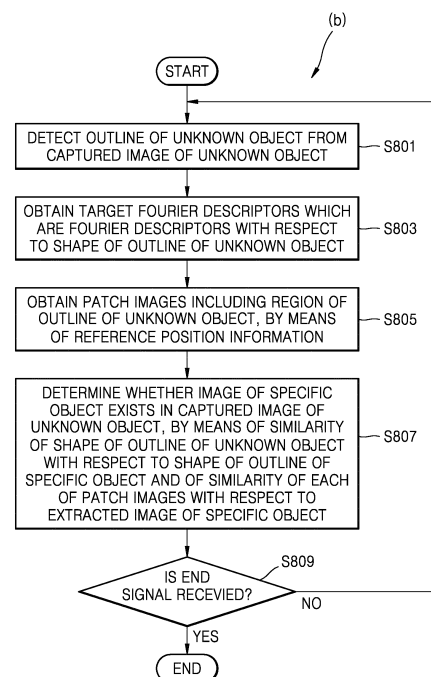 (b)
START
DETECT OUTLINE OF UNKNOWN OBJECT FROM
CAPTURED IMAGE OF UNKNOWN OBJECT
S801
OBTAIN TARGET FOURIER DESCRIPTORS WHICH
ARE FOURIER DESCRIPTORS WITH RESPECT
TO SHAPE OF OUTLINE OF UNKNOWN OBJECT
S803
OBTAIN PATCH IMAGES INCLUDING REGION OF
OUTLINE OF UNKNOWN OBJECT, BY MEANS
OF REFERENCE POSITION INFORMATION
S805
DETERMINE WHETHER IMAGE OF SPECIFIC
OBJECT EXISTS IN CAPTURED IMAGE OF
UNKNOWN OBJECT, BY MEANS OF SIMILARITY
OF SHAPE OF OUTLINE OF UNKNOWN OBJECT
WITH RESPECT TO SHAPE OF OUTLINE OF
SPECIFIC OBJECT AND OF SIMILARITY OF EACH
OF PATCH IMAGES WITH RESPECT TO
EXTRACTED IMAGE OF SPECIFIC OBJECT
S807
S809
IS END
SIGNAL RECEVIED?
NO
YES
END